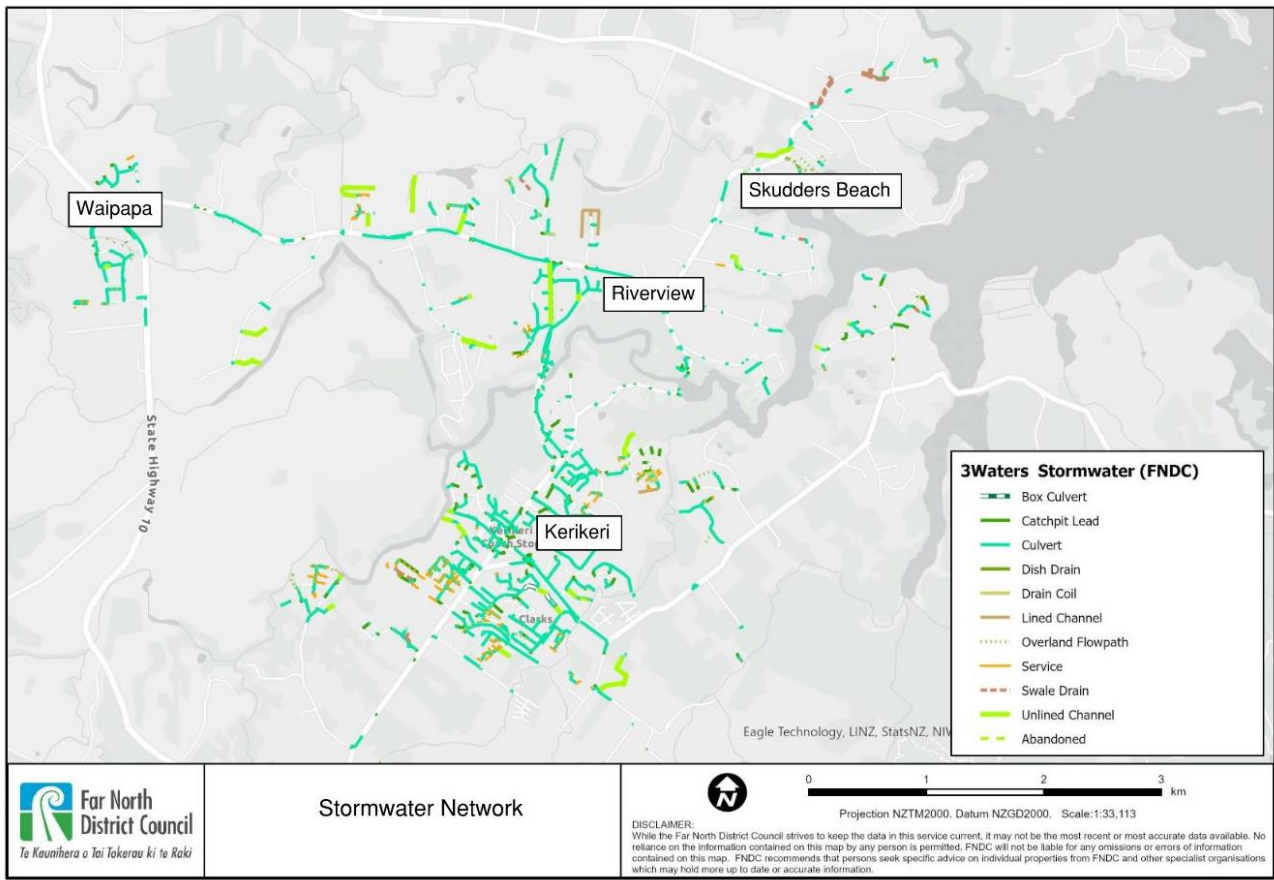 Waipapa
Skudders Beach
Riverview
State Highway 10
Kerikeri
Kerikeri
Clarks
3Waters Stormwater (FNDC)
Box Culvert
Catchpit Lead
Culvert
Dish Drain
Drain Coil
Lined Channel
Overland Flowpath
Service
Swale Drain
Unlined Channel
Abandoned
Eagle Technology, LINZ, StatsNZ, NIW
Far North
District Council
Te Kaunihera o Tai Tokerau ki te Raki
Stormwater Network
N
0 1 2 3
km
Projection NZTM2000. Datum NZGD2000. Scale:1:33,113
DISCLAIMER:
While the Far North District Council strives to keep the data in this service current, it may not be the most recent or most accurate data available. No
reliance on the information contained on this map by any person is permitted. FNDC will not be liable for any omissions or errors of information
contained on this map. FNDC recommends that persons seek specific advice on individual properties from FNDC and other specialist organisations
which may hold more up to date or accurate information.